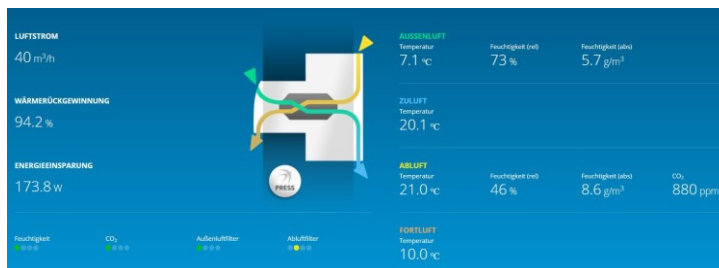 LUFTSTROM
40 m³/h
WÄRMERÜCKGEWINNUNG
94.2 %
ENERGIEEINSPARUNG
173.8 W
Feuchtigkeit CO₂ Außenluftfilter Abluftfilter
PRESS
AUSSENLUFT
Temperatur Feuchtigkeit (rel) Feuchtigkeit (abs)
7.1 °C 73 % 5.7 g/m³
ZULUFT
Temperatur
20.1 °C
ABLUFT
Temperatur Feuchtigkeit (rel) Feuchtigkeit (abs) CO₂
21.0 °C 46 % 8.6 g/m³ 880 ppm
FORTLUFT
Temperatur
10.0 °C